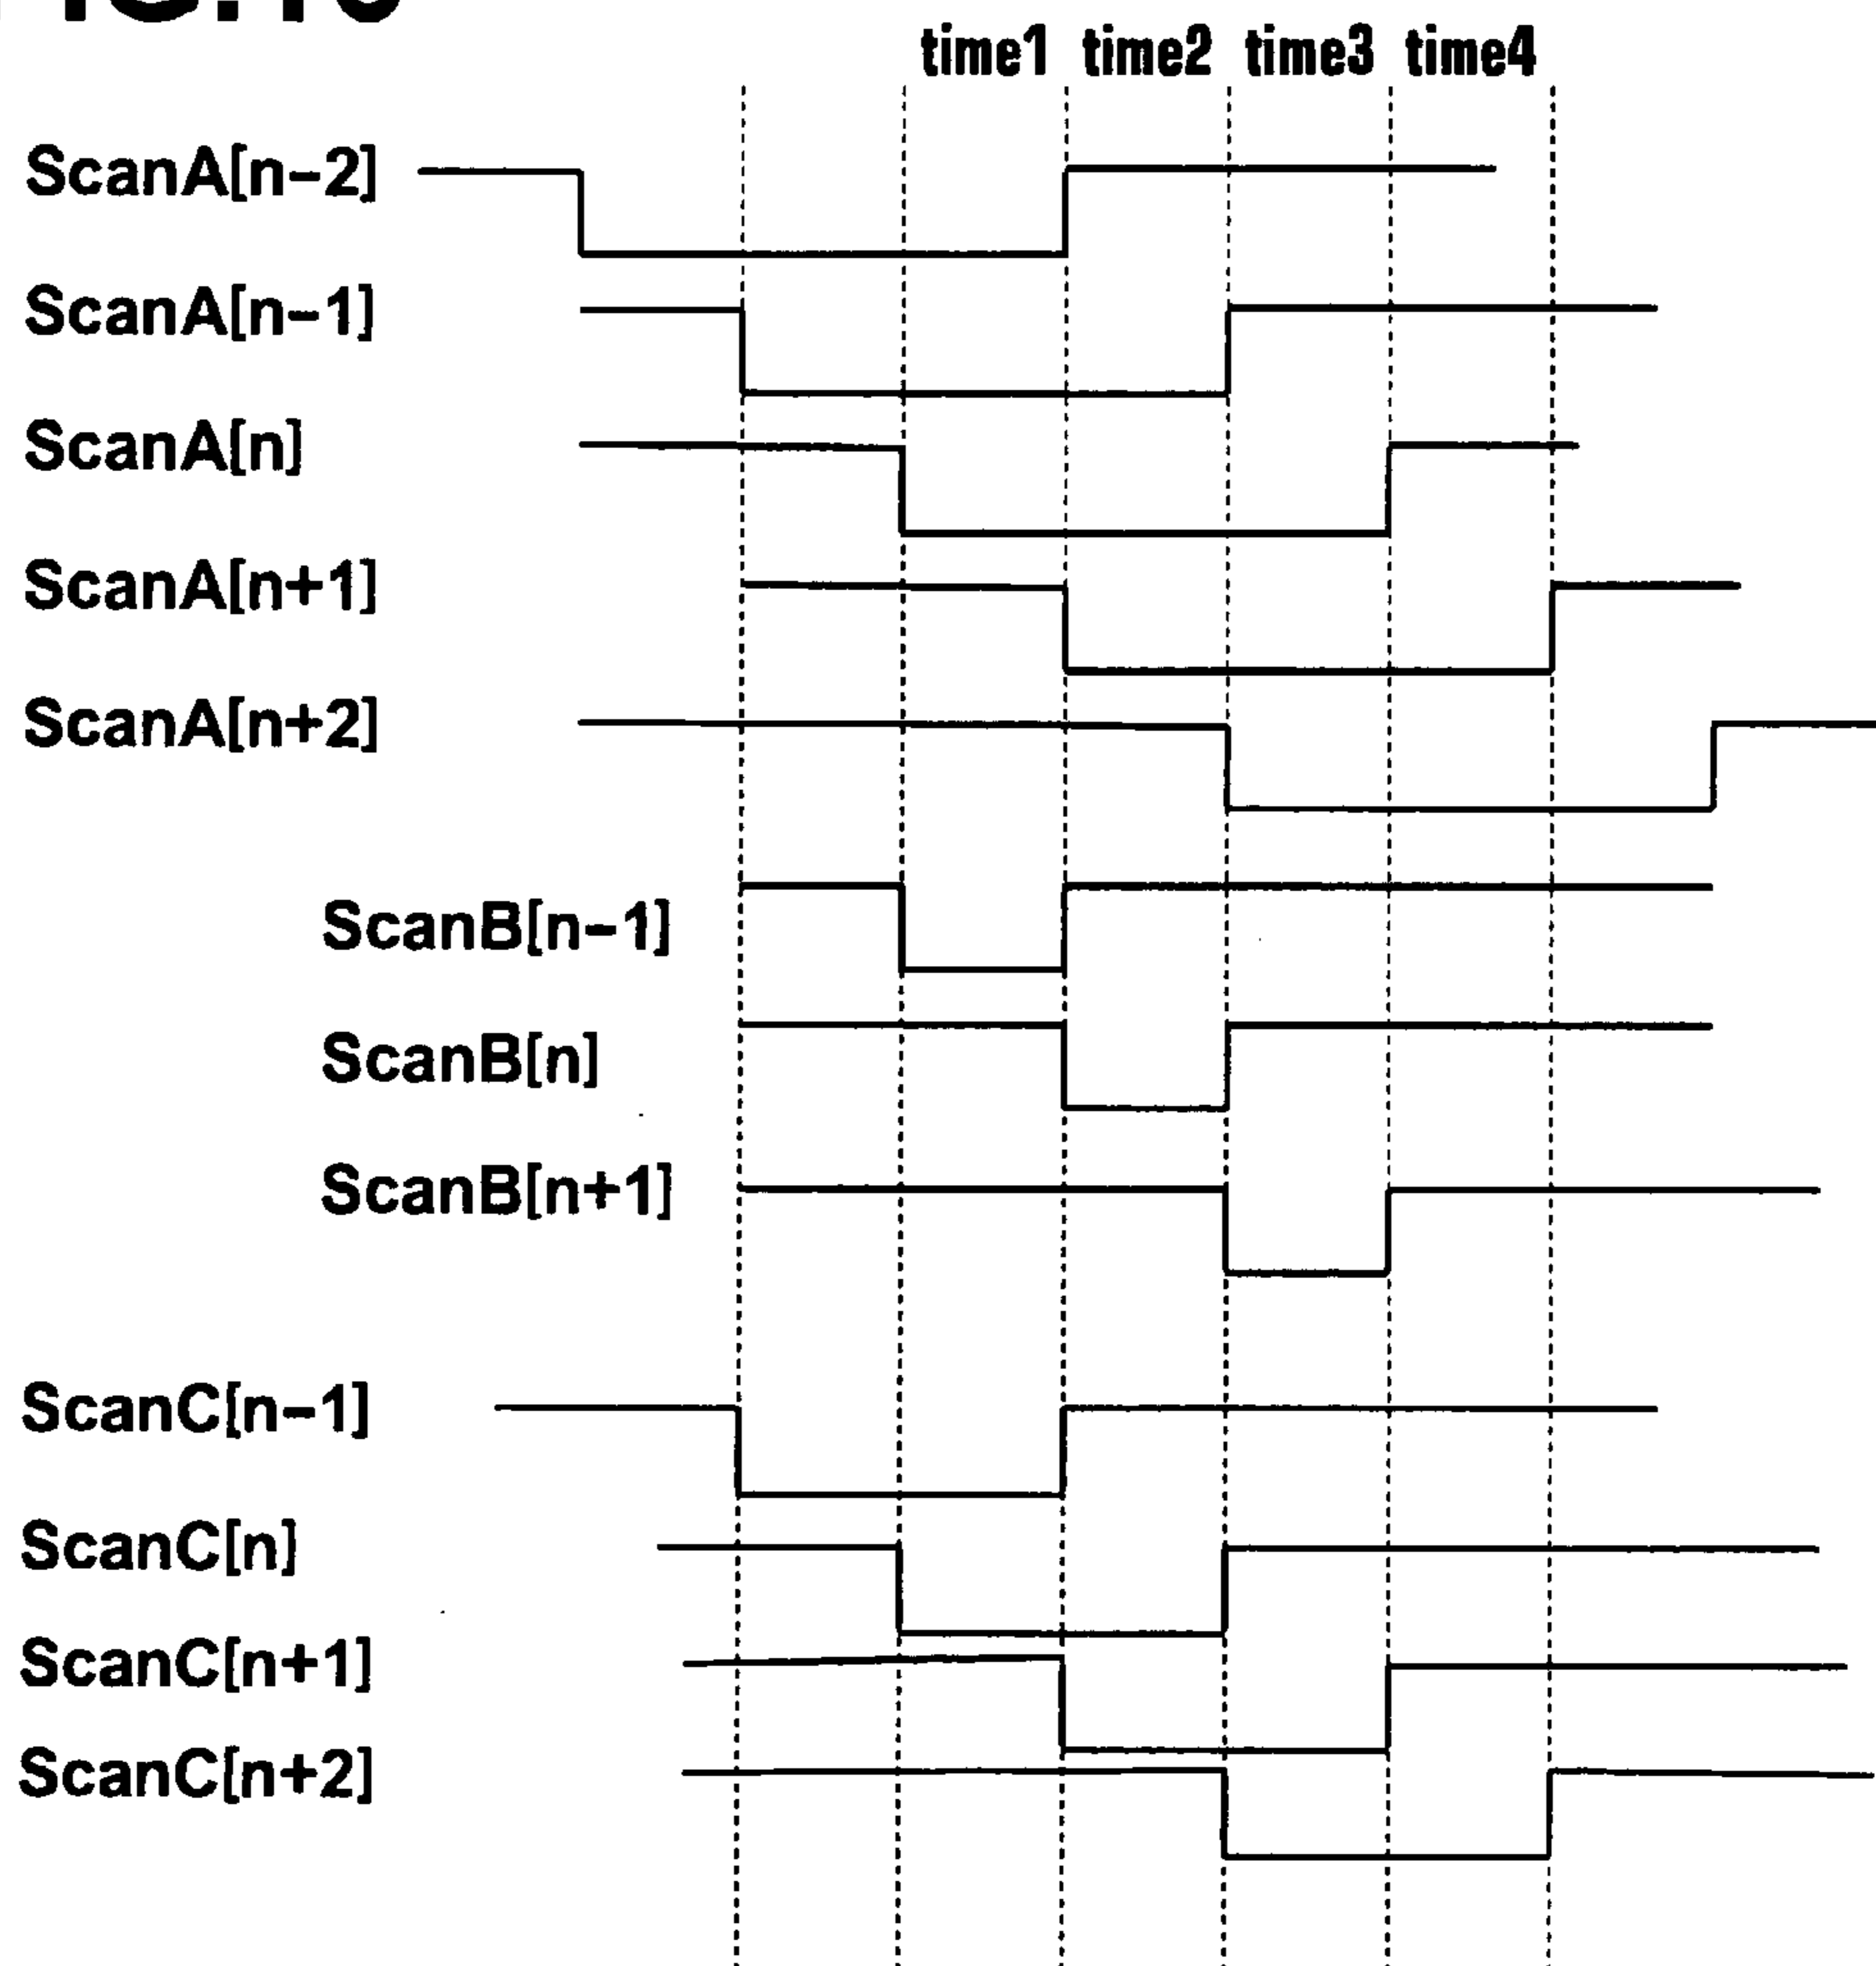 time1 time2 time3 time4
ScanA[n-2]
ScanA[n-1]
ScanA[n]
ScanA[n+1]
ScanA[n+2]
ScanB[n-1]
ScanB[n]
ScanB[n+1]
ScanC[n-1]
ScanC[n]
ScanC[n+1]
ScanC[n+2]